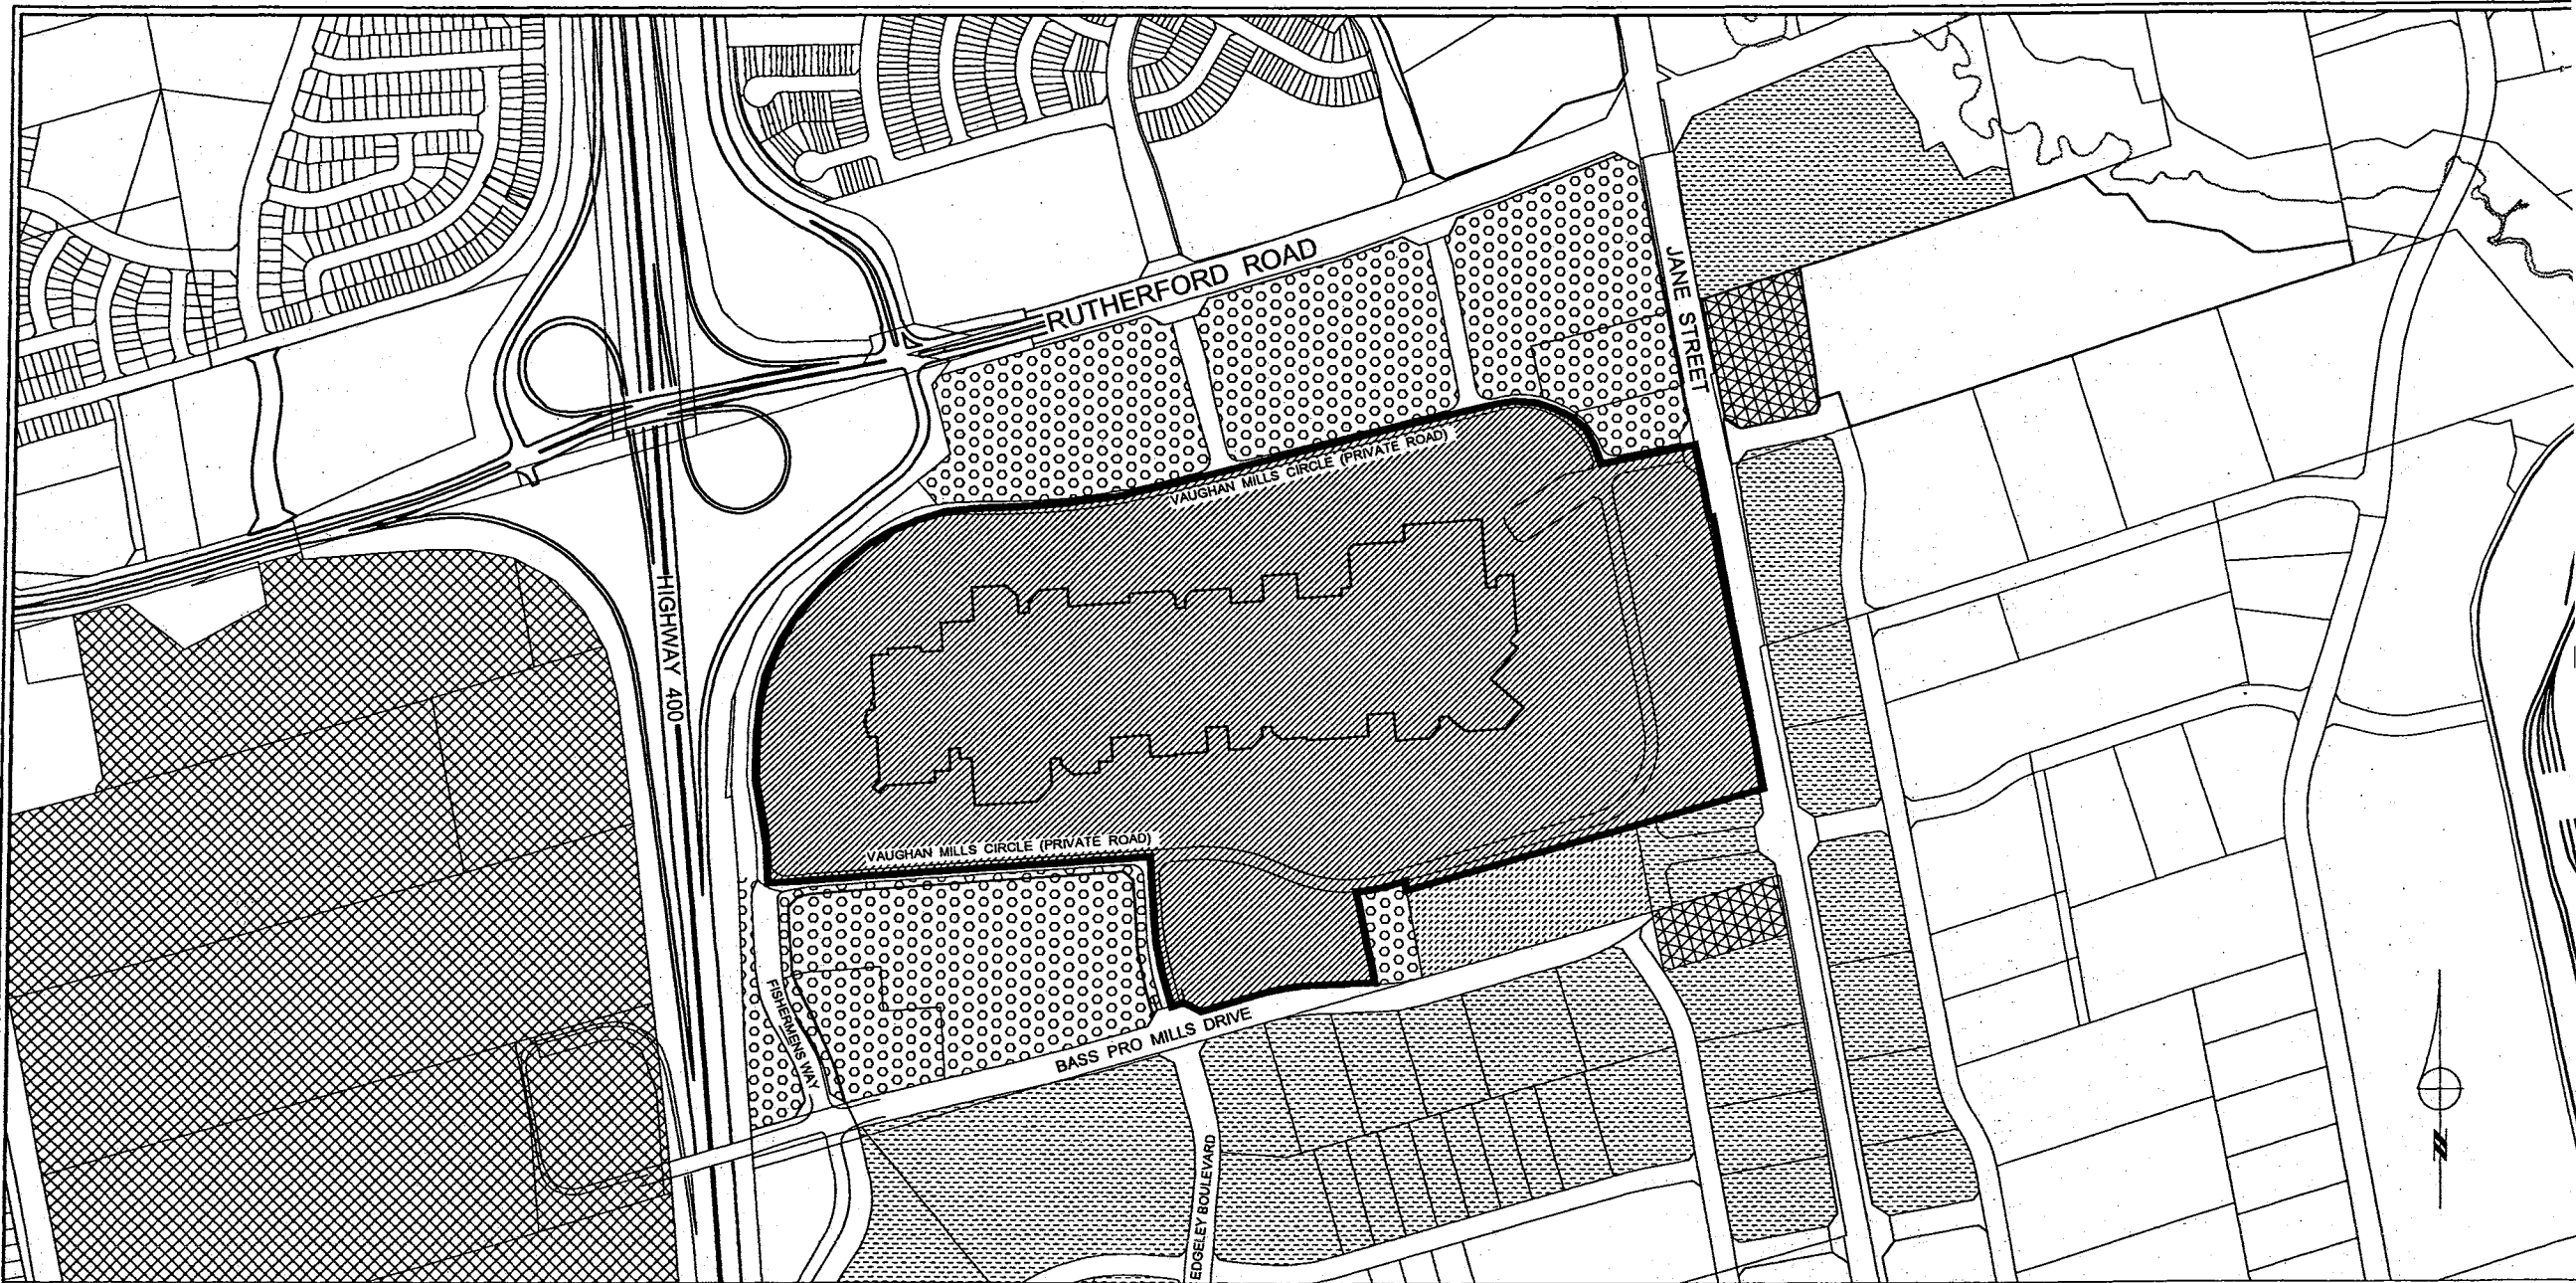 RUTHERFORD ROAD
JANE STREET
VAUGHAN MILLS CIRCLE (PRIVATE ROAD)
HIGHWAY 400
VAUGHAN MILLS CIRCLE (PRIVATE ROAD)
FISHERMENS WAY
BASS PRO MILLS DRIVE
EDGELEY BOULEVARD
N